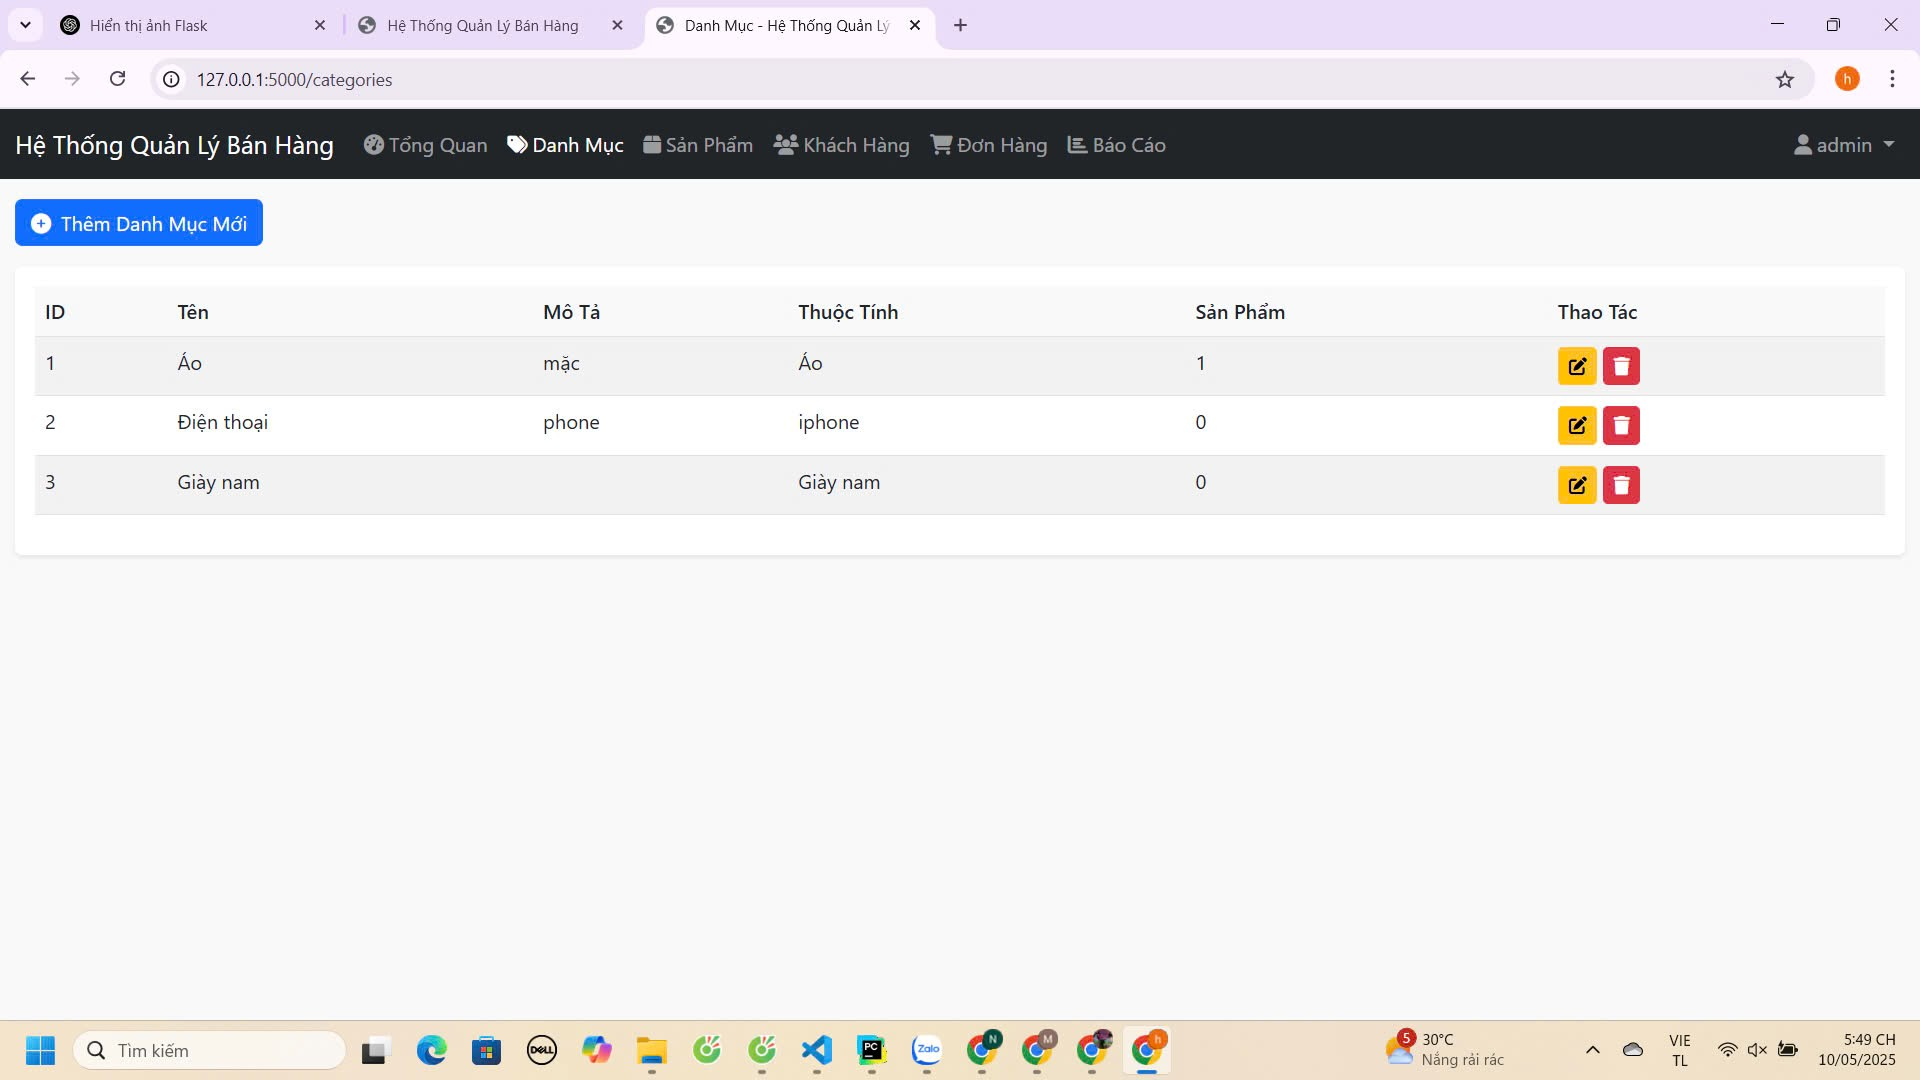 Hiển thị ảnh Flask
Hệ Thống Quản Lý Bán Hàng
Danh Mục - Hệ Thống Quản Lý
127.0.0.1:5000/categories
h
Hệ Thống Quản Lý Bán Hàng
Tổng Quan
Danh Mục
Sản Phẩm
Khách Hàng
Đơn Hàng
Báo Cáo
admin
Thêm Danh Mục Mới
ID Tên Mô Tả Thuộc Tính Sản Phẩm Thao Tác
1 Áo mặc Áo 1
2 Điện thoại phone iphone 0
3 Giày nam Giày nam 0
Tìm kiếm
DELL
PC
Zalo
N
M
h
5
30°C
Nắng rải rác
VIE
TL
5:49 CH
10/05/2025